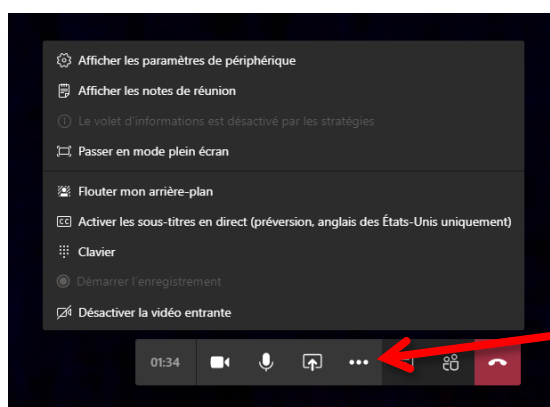 Afficher les paramètres de périphérique
Afficher les notes de réunion
Le volet d'informations est désactivé par les stratégies
Passer en mode plein écran
Flouter mon arrière-plan
CC Activer les sous-titres en direct (préversion, anglais des États-Unis uniquement)
Clavier
Démarrer l'enregistrement
Désactiver la vidéo entrante
01:34